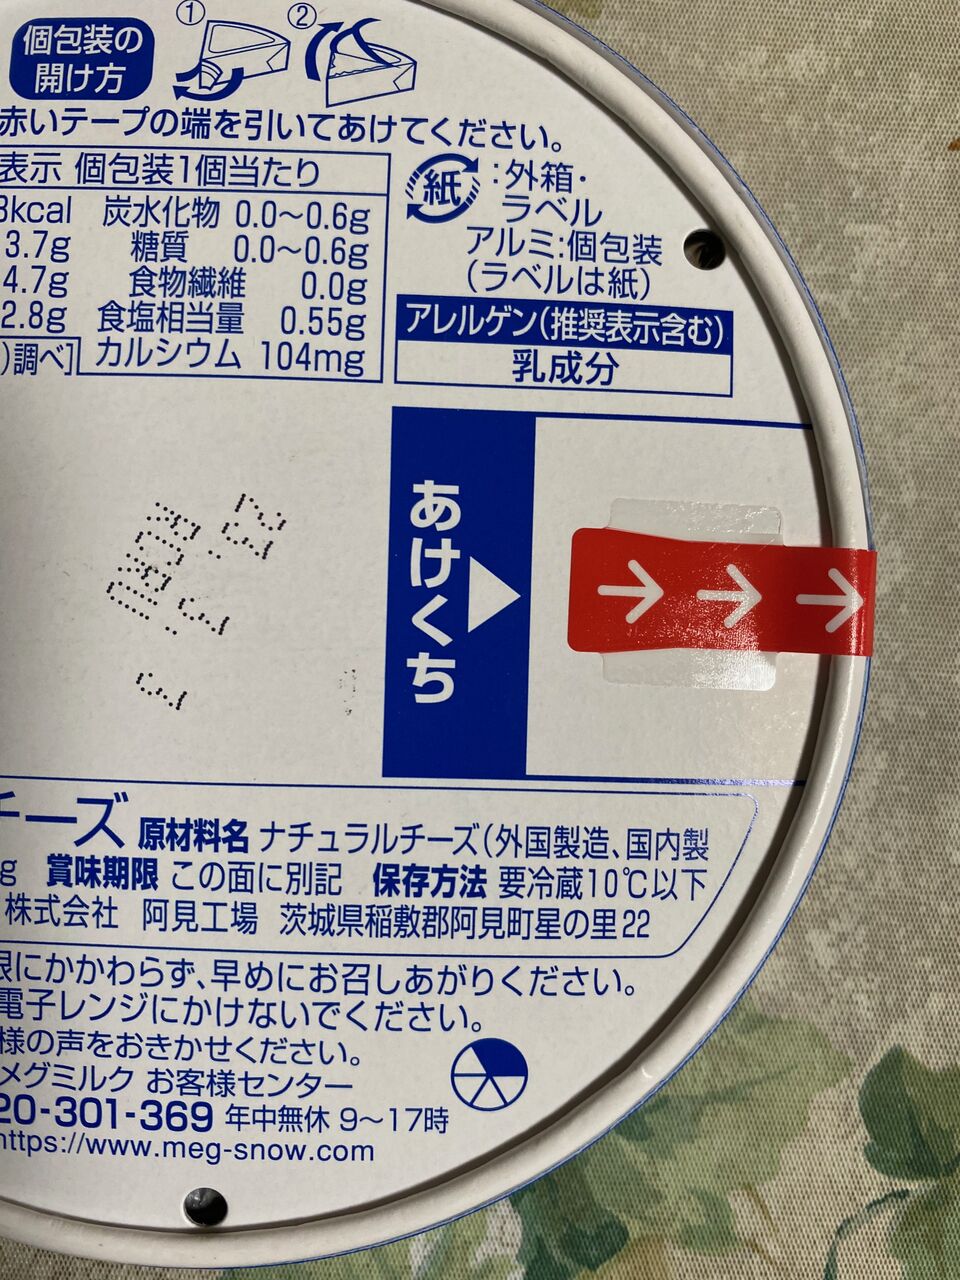 個包装の
開け方
① ②
赤いテープの端を引いてあけてください。
表示 個包装1個当たり
kcal 炭水化物 0.0〜0.6g
3.7g 糖質 0.0〜0.6g
4.7g 食物繊維 0.0g
2.8g 食塩相当量 0.55g
)調べ] カルシウム 104mg
紙:外箱・
ラベル
アルミ:個包装
(ラベルは紙)
アレルゲン(推奨表示含む)
乳成分
あけくち
チーズ 原材料名 ナチュラルチーズ(外国製造、国内製
g 賞味期限 この面に別記 保存方法 要冷蔵10℃以下
株式会社 阿見工場 茨城県稲敷郡阿見町星の里22
限にかかわらず、早めにお召しあがりください。
電子レンジにかけないでください。
様の声をおきかせください。
メグミルク お客様センター
20-301-369 年中無休 9〜17時
https://www.meg-snow.com